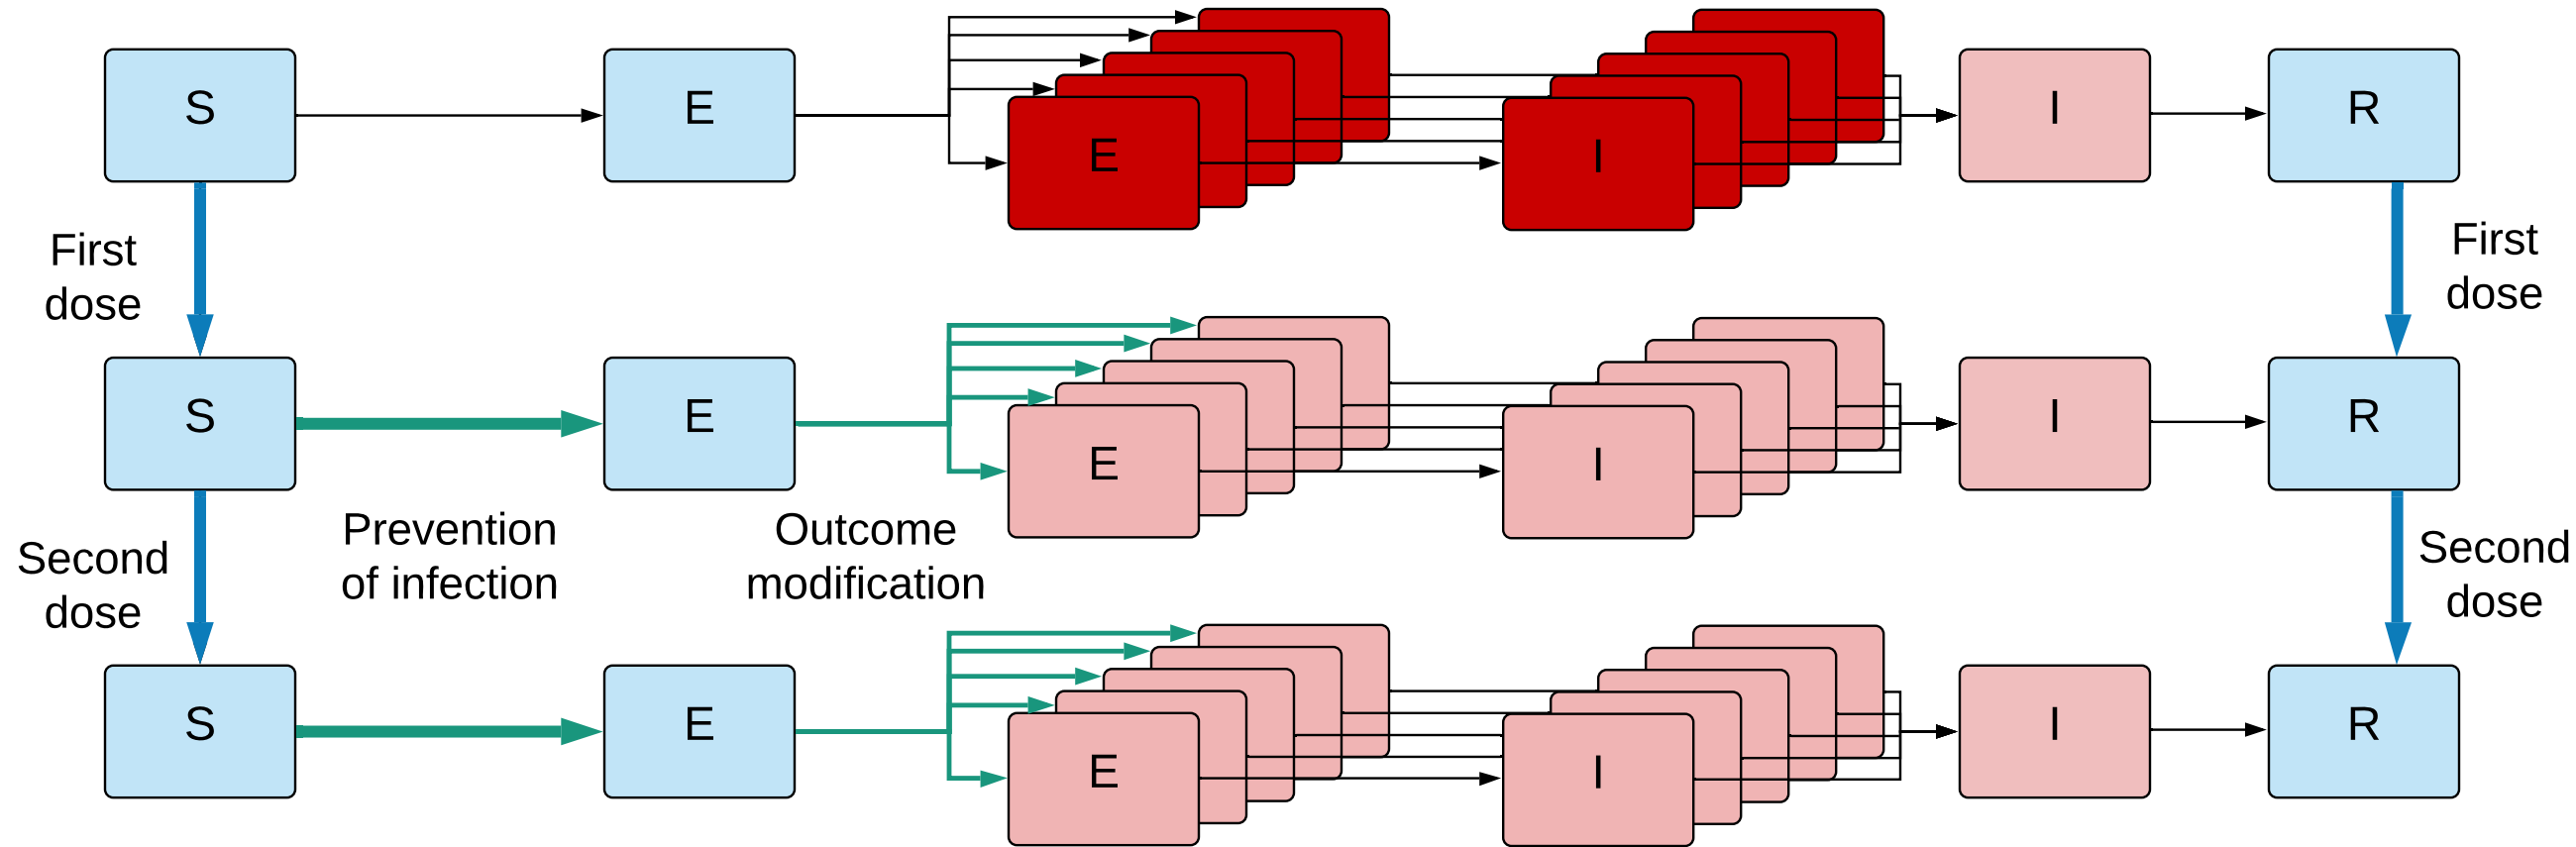 S
E
E
I
I
R
First
dose
First
dose
S
E
E
I
I
R
Second
dose
Prevention
of infection
Outcome
modification
Second
dose
S
E
E
I
I
R